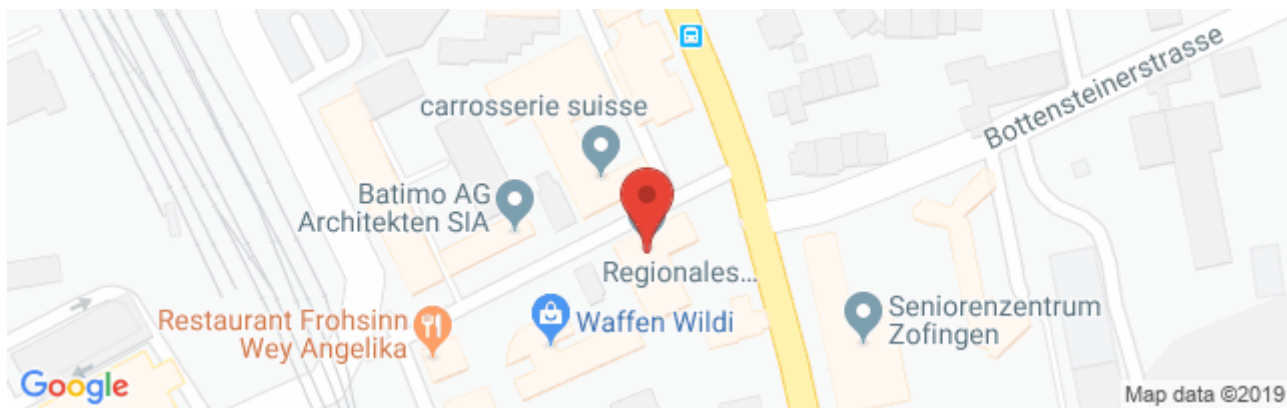 carrosserie suisse
Bottensteinerstrasse
Batimo AG
Architekten SIA
Regionales...
Restaurant Frohsinn
Wey Angelika
Waffen Wildi
Seniorenzentrum
Zofingen
Google
Map data ©2019